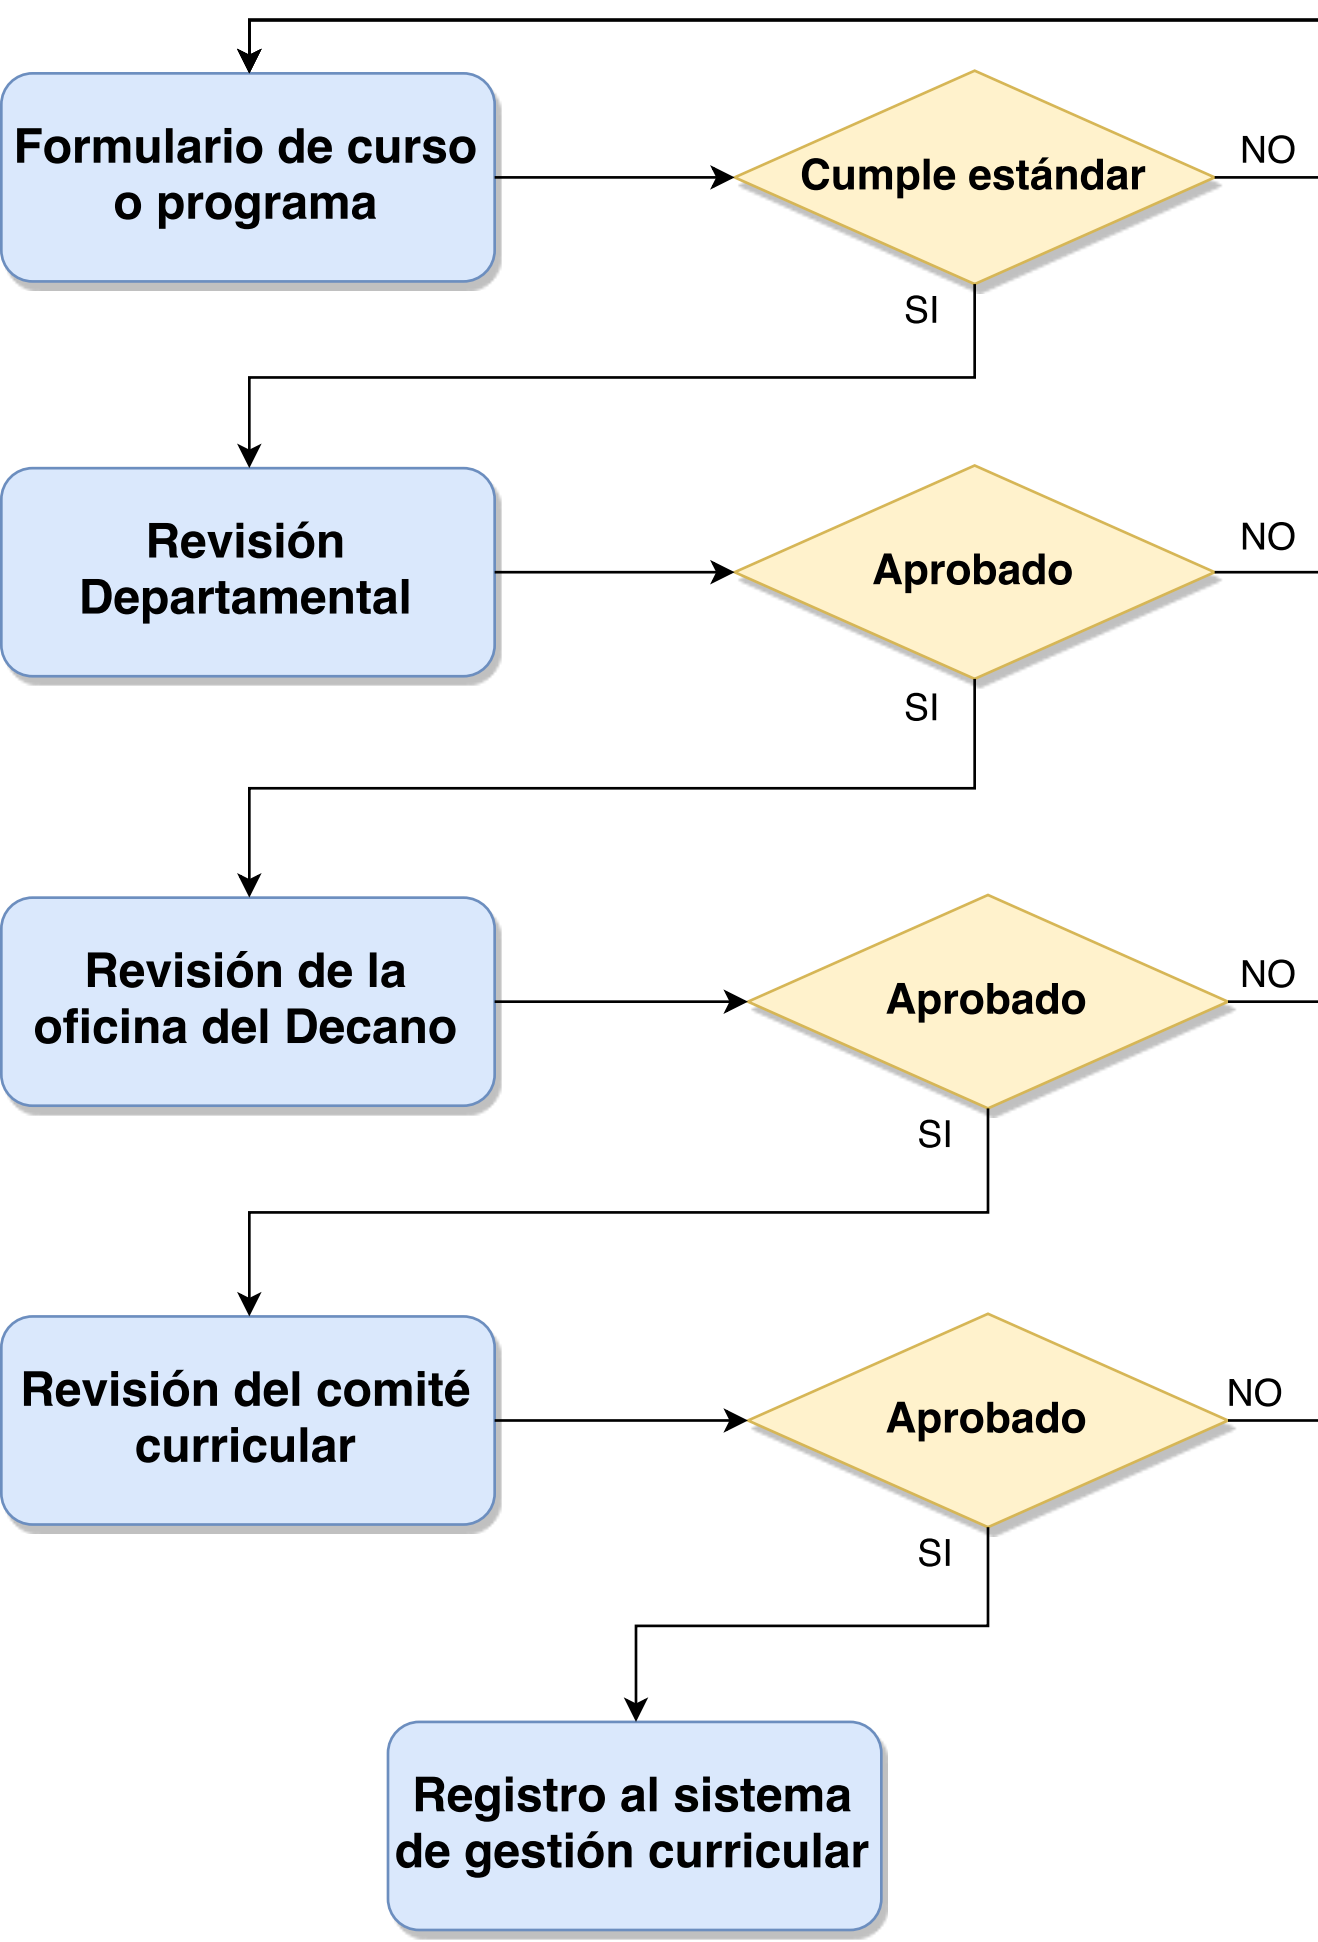 Formulario de curso
o programa
Cumple estándar
NO
SI
Revisión
Departamental
Aprobado
NO
SI
Revisión de la
oficina del Decano
Aprobado
NO
SI
Revisión del comité
curricular
Aprobado
NO
SI
Registro al sistema
de gestión curricular